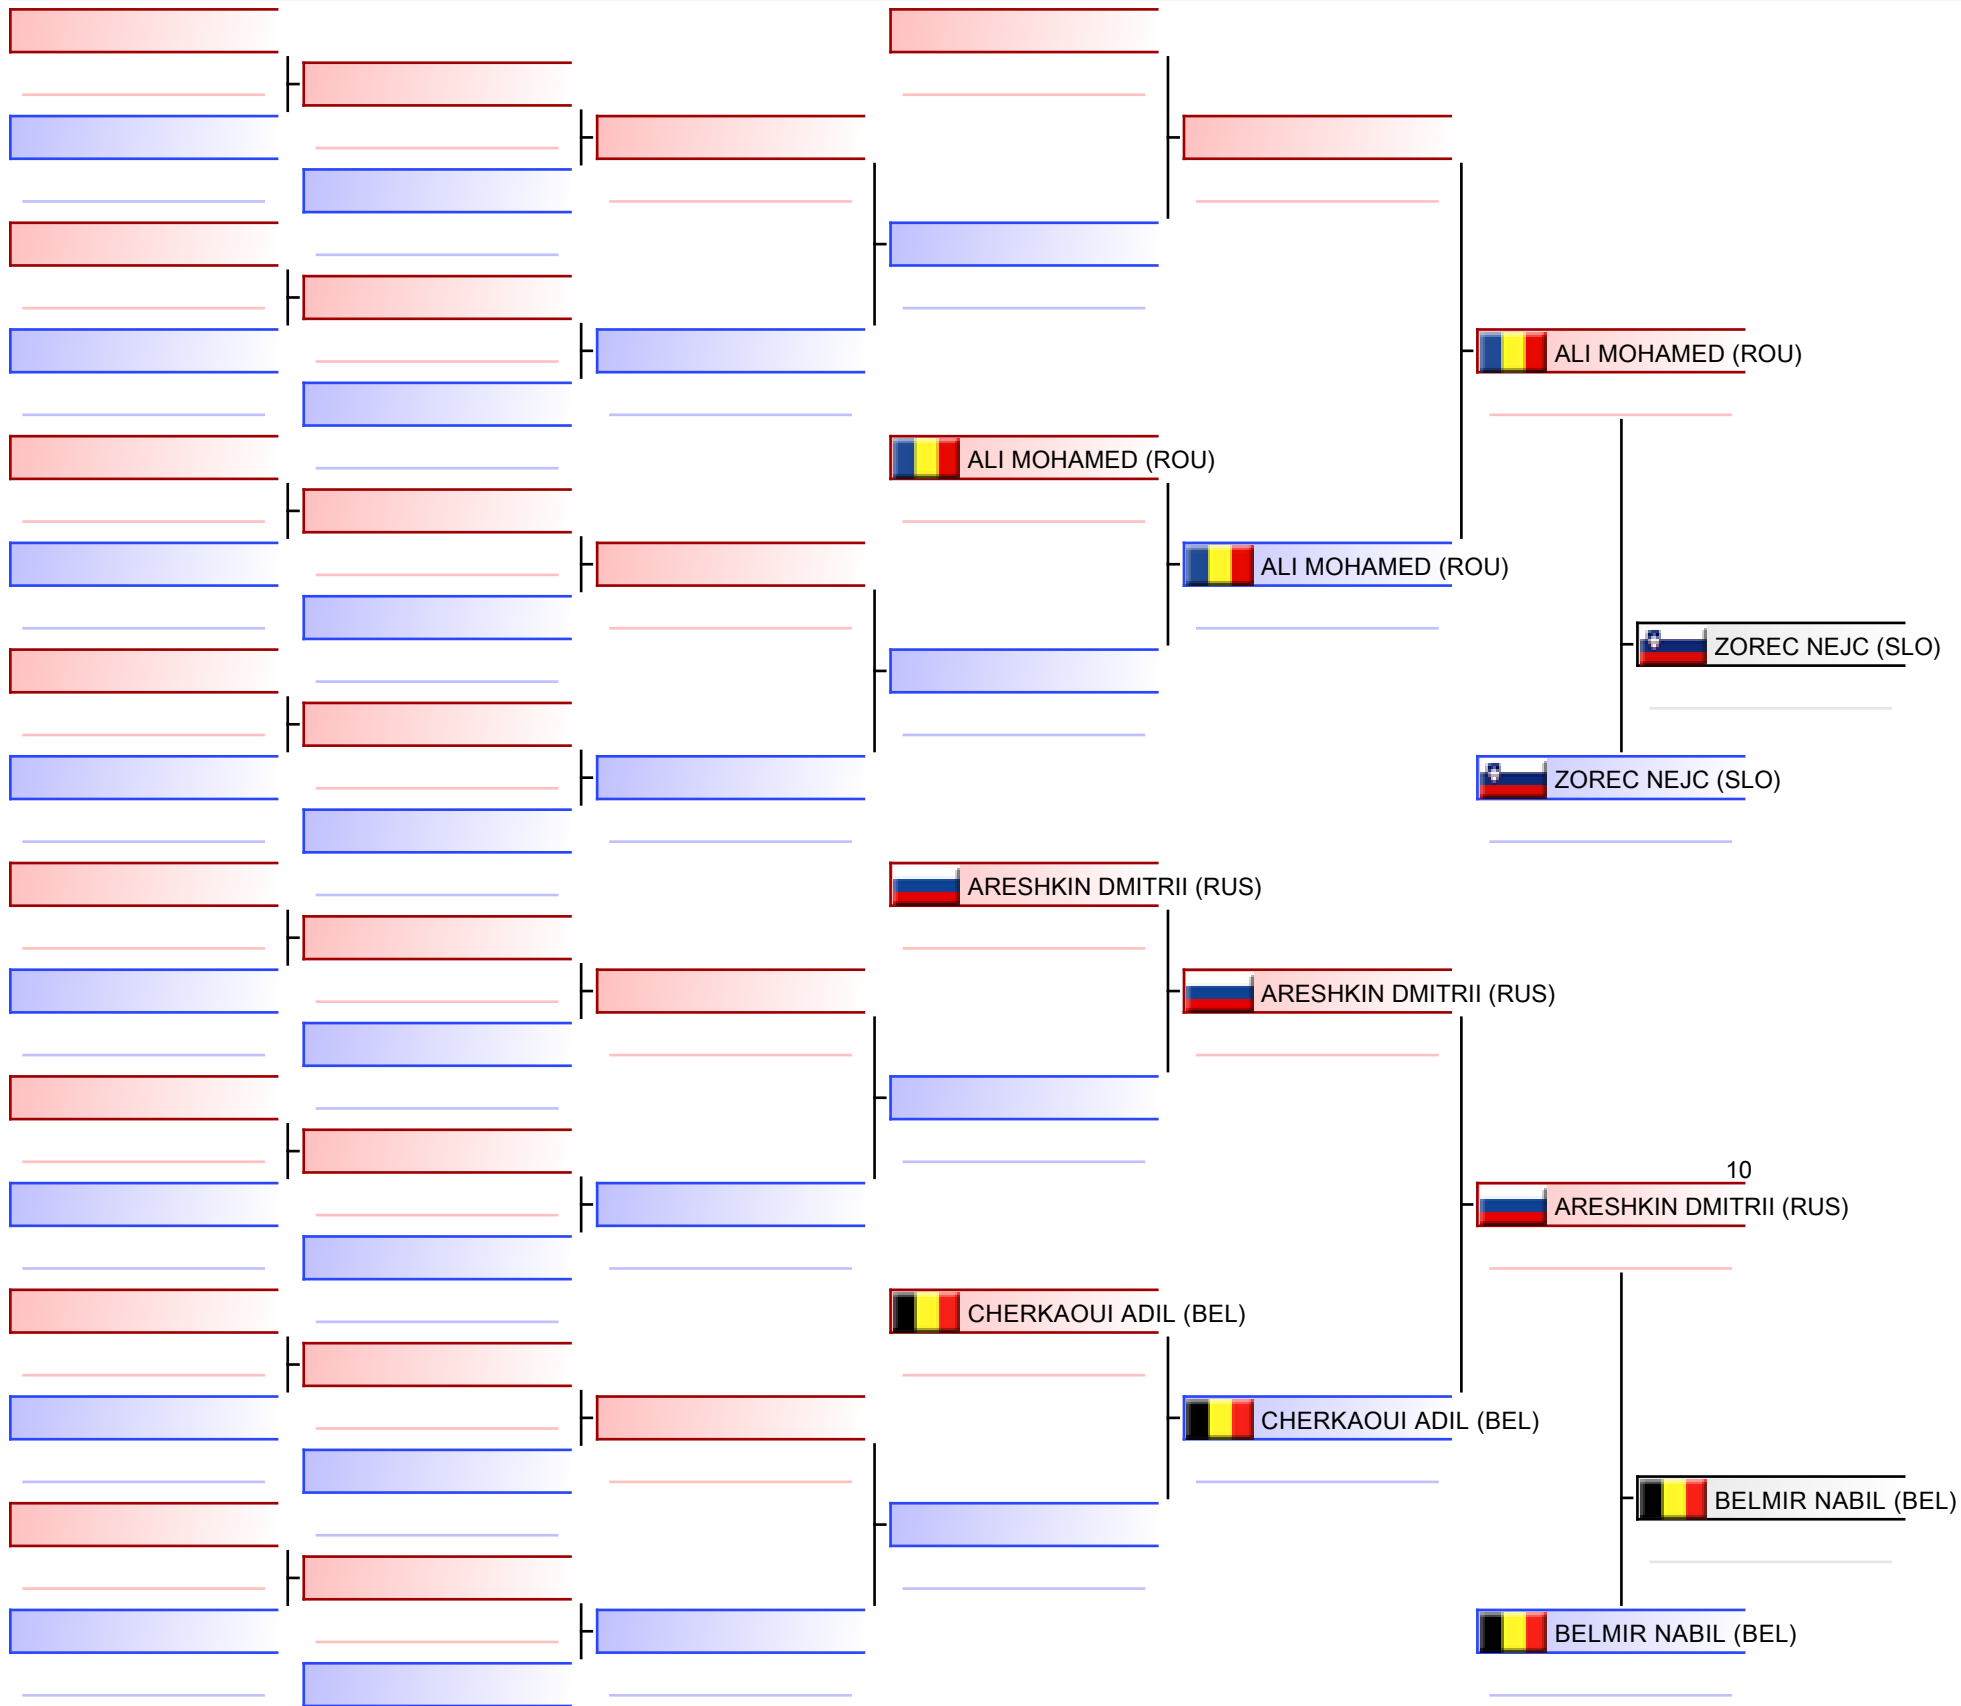 ALI MOHAMED (ROU)
ALI MOHAMED (ROU)
ALI MOHAMED (ROU)
ZOREC NEJC (SLO)
ZOREC NEJC (SLO)
ARESHKIN DMITRII (RUS)
ARESHKIN DMITRII (RUS)
10
ARESHKIN DMITRII (RUS)
CHERKAOUI ADIL (BEL)
CHERKAOUI ADIL (BEL)
BELMIR NABIL (BEL)
BELMIR NABIL (BEL)